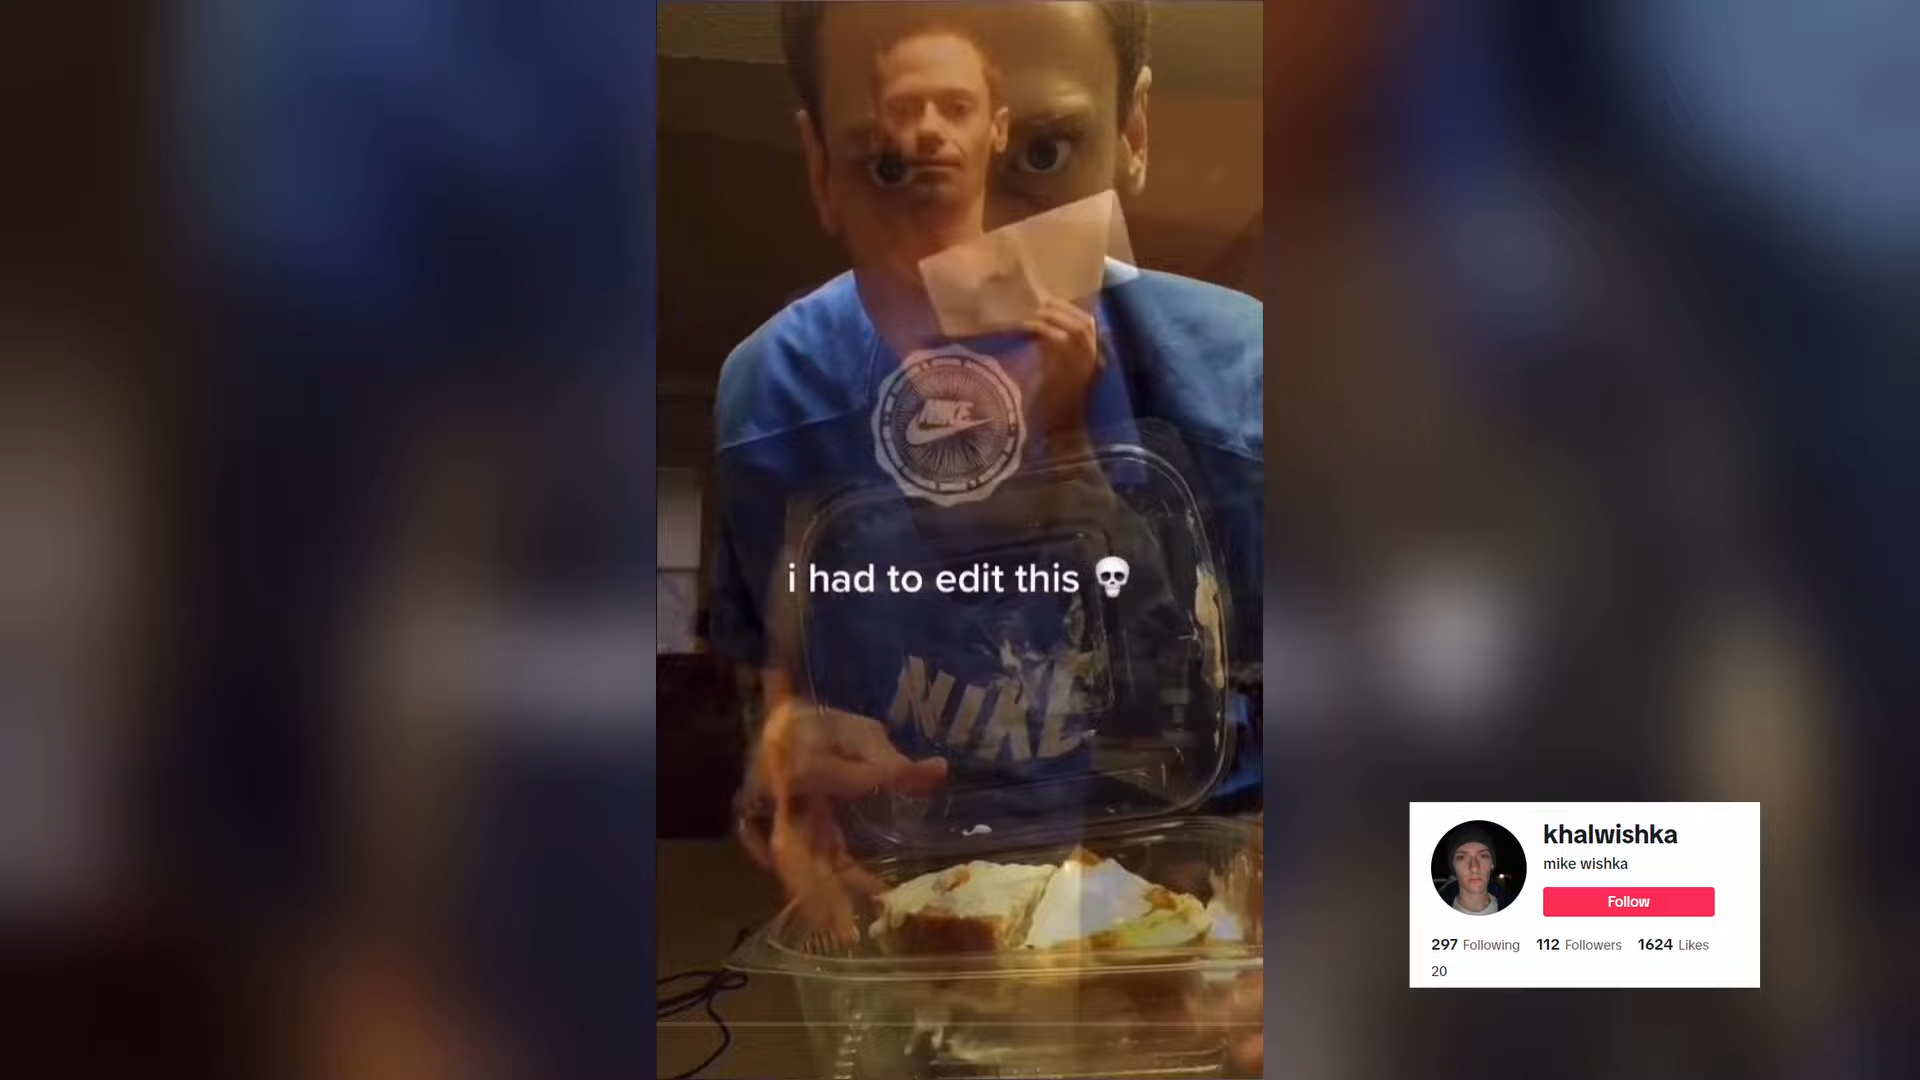 NIKE
i had to edit this 💀
NIKE
khalwishka
mike wishka
Follow
297 Following 112 Followers 1624 Likes
20